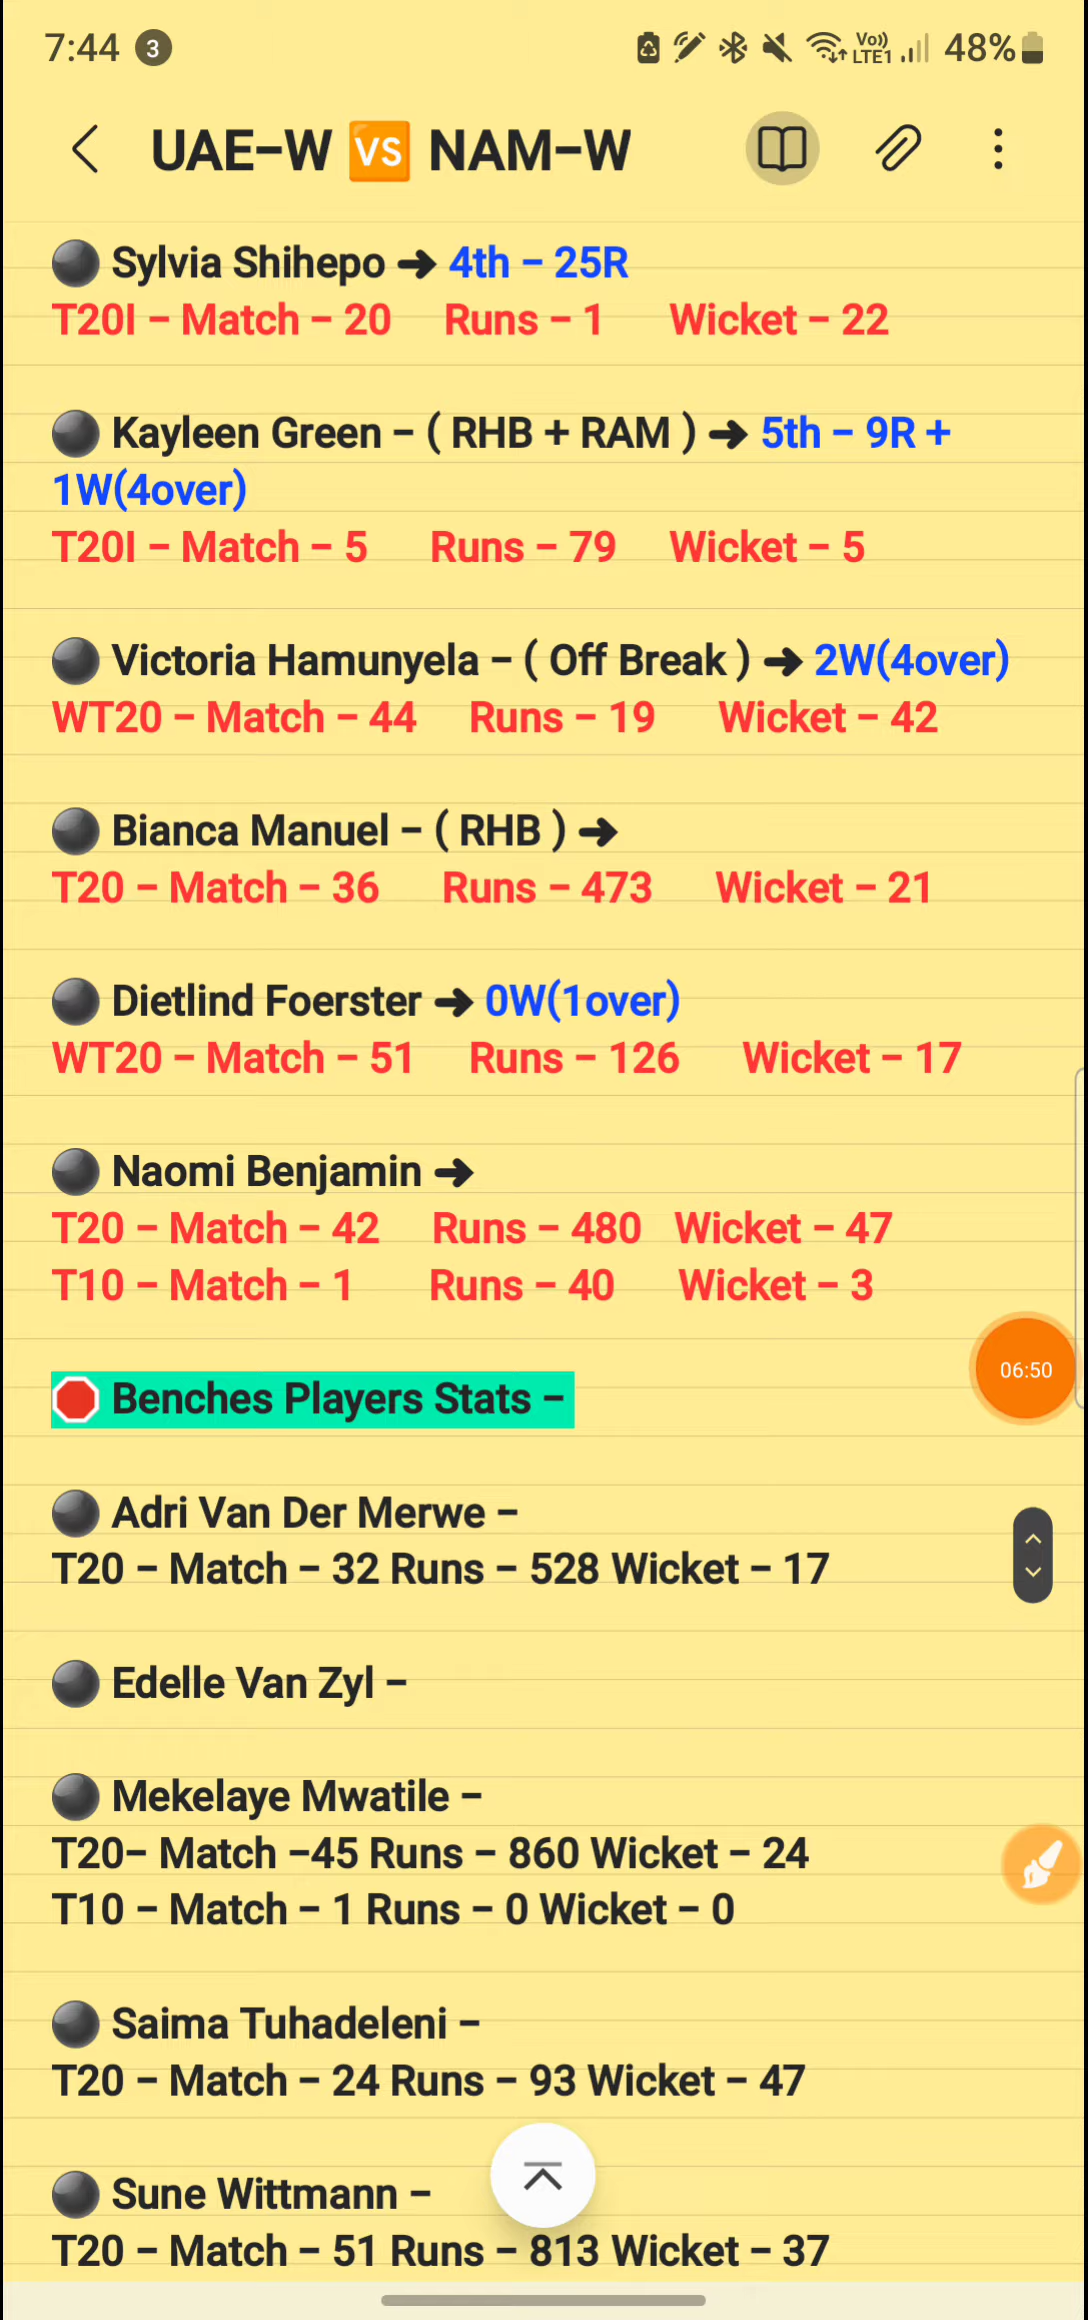 7:44 3 Vo)) LTE1 48%
UAE-W VS NAM-W
Sylvia Shihepo ➔ 4th - 25R
T20I - Match - 20 Runs - 1 Wicket - 22
Kayleen Green - ( RHB + RAM ) ➔ 5th - 9R +
1W(4over)
T20I - Match - 5 Runs - 79 Wicket - 5
Victoria Hamunyela - ( Off Break ) ➔ 2W(4over)
WT20 - Match - 44 Runs - 19 Wicket - 42
Bianca Manuel - ( RHB ) ➔
T20 - Match - 36 Runs - 473 Wicket - 21
Dietlind Foerster ➔ 0W(1over)
WT20 - Match - 51 Runs - 126 Wicket - 17
Naomi Benjamin ➔
T20 - Match - 42 Runs - 480 Wicket - 47
T10 - Match - 1 Runs - 40 Wicket - 3
06:50
Benches Players Stats -
Adri Van Der Merwe -
T20 - Match - 32 Runs - 528 Wicket - 17
Edelle Van Zyl -
Mekelaye Mwatile -
T20- Match -45 Runs - 860 Wicket - 24
T10 - Match - 1 Runs - 0 Wicket - 0
Saima Tuhadeleni -
T20 - Match - 24 Runs - 93 Wicket - 47
Sune Wittmann -
T20 - Match - 51 Runs - 813 Wicket - 37